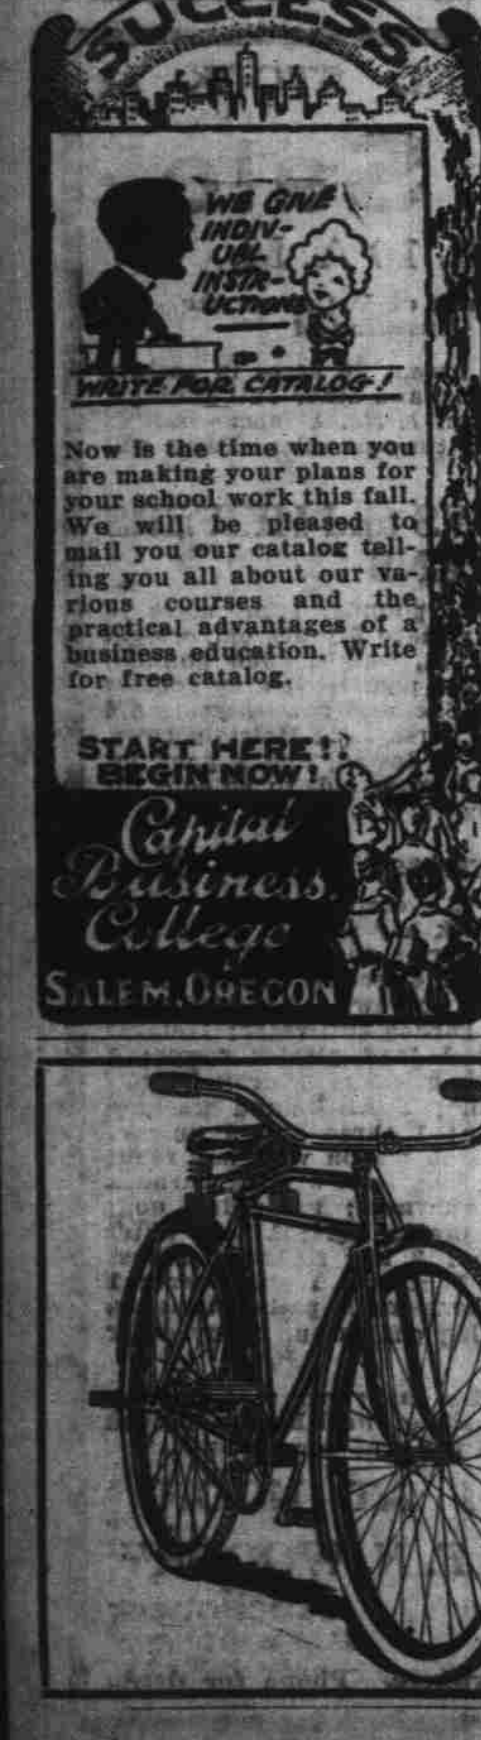 SUCCESS
WE GIVE
INDIV-
UAL
INSTR-
UCTIONS
WRITE FOR CATALOG!
Now is the time when you
are making your plans for
your school work this fall.
We will be pleased to
mail you our catalog tell-
ing you all about our va-
rious courses and the
practical advantages of a
business education. Write
for free catalog.
START HERE!!
BEGIN NOW!
Capital
Business
College
SALEM, OREGON